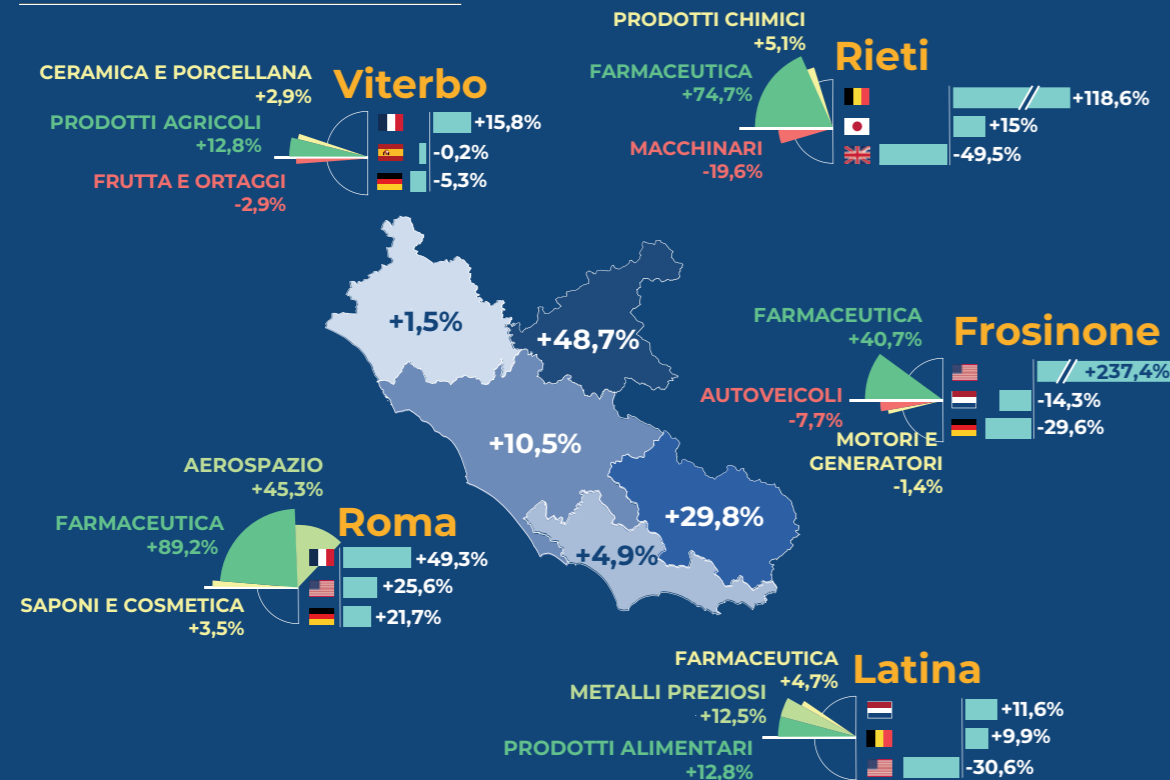 Viterbo
CERAMICA E PORCELLANA
+2,9%
PRODOTTI AGRICOLI
+12,8%
FRUTTA E ORTAGGI
-2,9%
+15,8%
-0,2%
-5,3%
Rieti
PRODOTTI CHIMICI
+5,1%
FARMACEUTICA
+74,7%
MACCHINARI
-19,6%
+118,6%
+15%
-49,5%
+1,5%
+48,7%
+10,5%
+29,8%
+4,9%
Frosinone
FARMACEUTICA
+40,7%
AUTOVEICOLI
-7,7%
MOTORI E
GENERATORI
-1,4%
+237,4%
-14,3%
-29,6%
Roma
AEROSPAZIO
+45,3%
FARMACEUTICA
+89,2%
SAPONI E COSMETICA
+3,5%
+49,3%
+25,6%
+21,7%
Latina
FARMACEUTICA
+4,7%
METALLI PREZIOSI
+12,5%
PRODOTTI ALIMENTARI
+12,8%
+11,6%
+9,9%
-30,6%